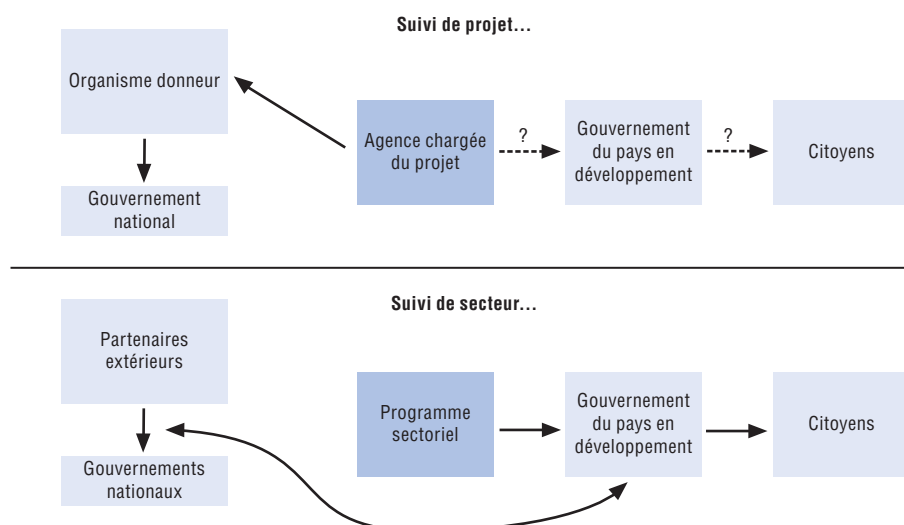 Suivi de projet...
Organisme donneur
Gouvernement
national
Agence chargée
du projet
?
Gouvernement
du pays en
développement
?
Citoyens
Suivi de secteur...
Partenaires
extérieurs
Gouvernements
nationaux
Programme
sectoriel
Gouvernement
du pays en
développement
Citoyens